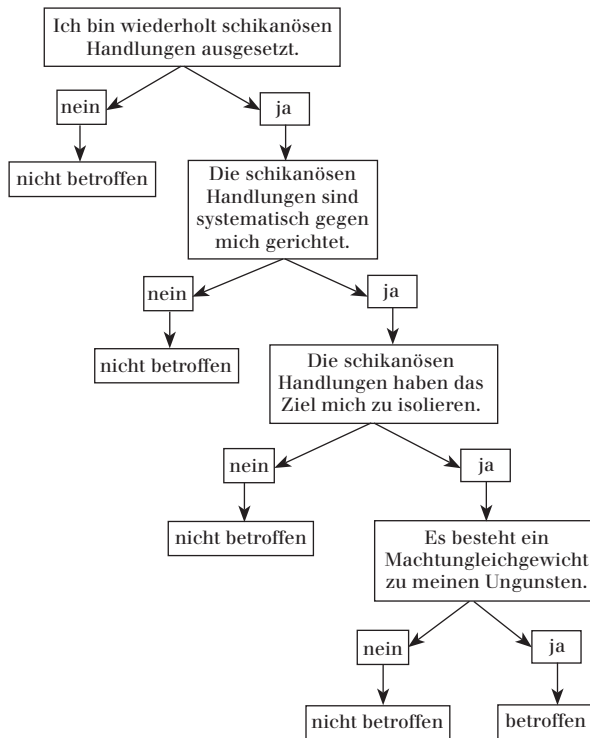 Ich bin wiederholt schikanösen
Handlungen ausgesetzt.
nein
ja
nicht betroffen
Die schikanösen
Handlungen sind
systematisch gegen
mich gerichtet.
nein
ja
nicht betroffen
Die schikanösen
Handlungen haben das
Ziel mich zu isolieren.
nein
ja
nicht betroffen
Es besteht ein
Machtungleichgewicht
zu meinen Ungunsten.
nein
ja
nicht betroffen
betroffen